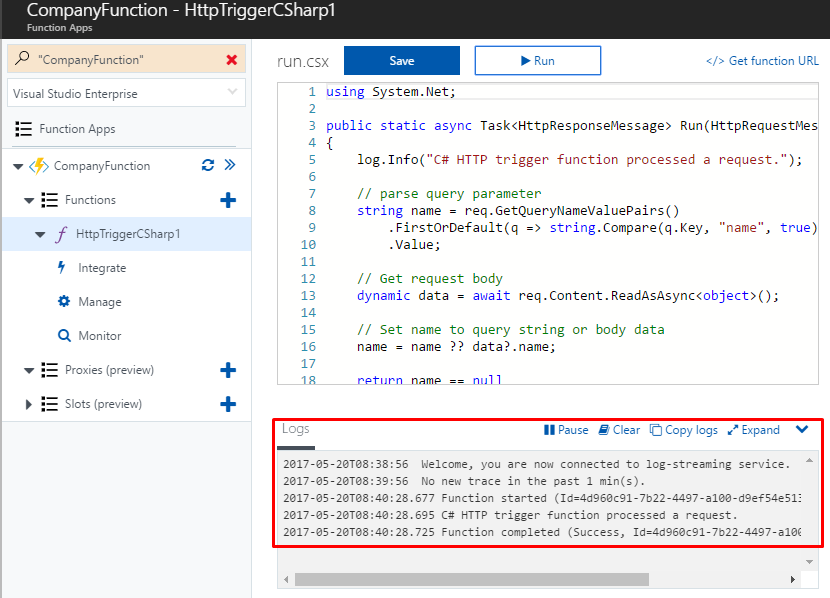 CompanyFunction - HttpTriggerCSharp1
Function Apps
"CompanyFunction"
Visual Studio Enterprise
Function Apps
CompanyFunction
Functions
HttpTriggerCSharp1
Integrate
Manage
Monitor
Proxies (preview)
Slots (preview)
run.csx
Save
Run
</> Get function URL
1 using System.Net;
2
3 public static async Task<HttpResponseMessage> Run(HttpRequestMes
4 {
5 log.Info("C# HTTP trigger function processed a request.");
6
7 // parse query parameter
8 string name = req.GetQueryNameValuePairs()
9 .FirstOrDefault(q => string.Compare(q.Key, "name", true)
10 .Value;
11
12 // Get request body
13 dynamic data = await req.Content.ReadAsAsync<object>();
14
15 // Set name to query string or body data
16 name = name ?? data?.name;
17
18 return name == null
Logs
Pause
Clear
Copy logs
Expand
2017-05-20T08:38:56 Welcome, you are now connected to log-streaming service.
2017-05-20T08:39:56 No new trace in the past 1 min(s).
2017-05-20T08:40:28.677 Function started (Id=4d960c91-7b22-4497-a100-d9ef54e513
2017-05-20T08:40:28.695 C# HTTP trigger function processed a request.
2017-05-20T08:40:28.725 Function completed (Success, Id=4d960c91-7b22-4497-a100